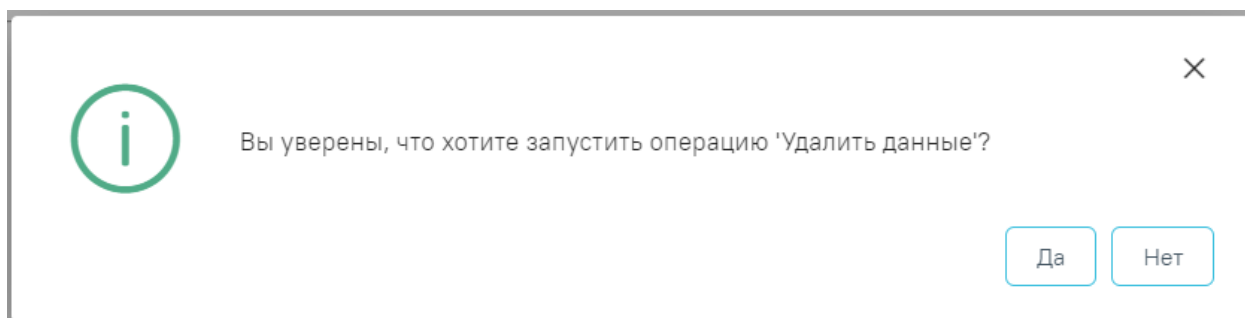 Вы уверены, что хотите запустить операцию 'Удалить данные'?
Да Нет